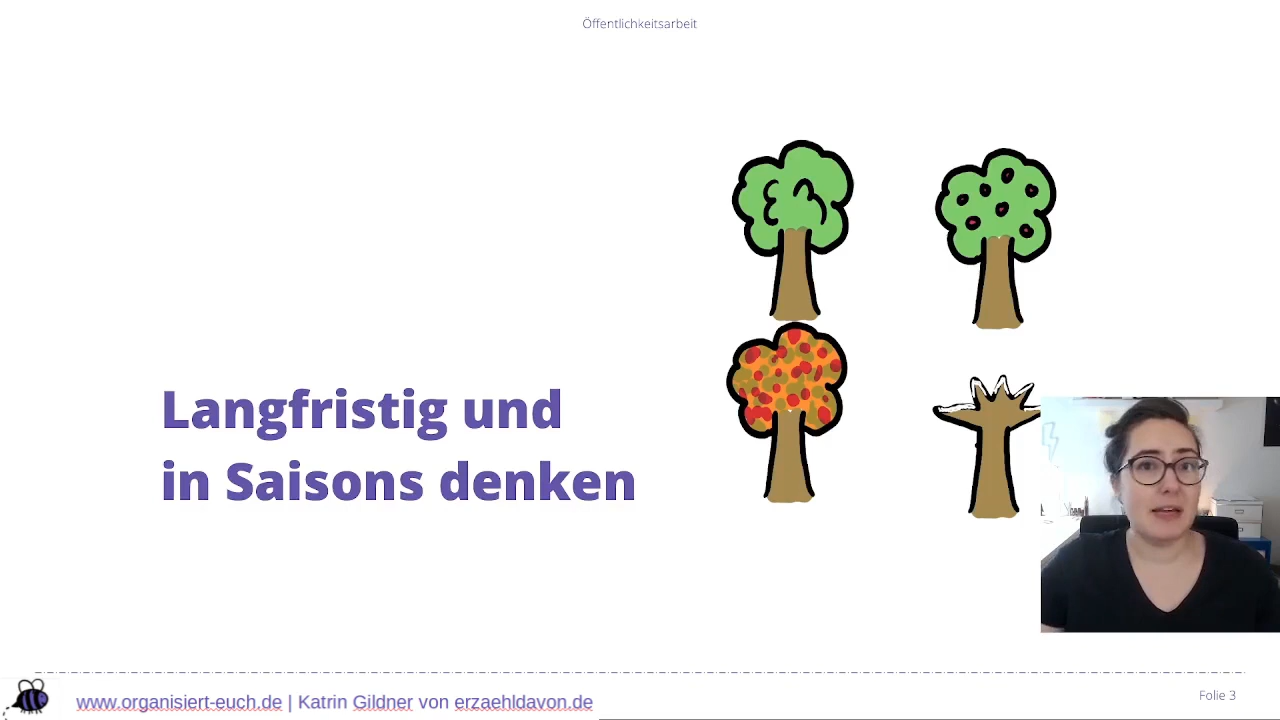 Öffentlichkeitsarbeit
Langfristig und
in Saisons denken
www.organisiert-euch.de | Katrin Gildner von erzaehldavon.de
Folie 3